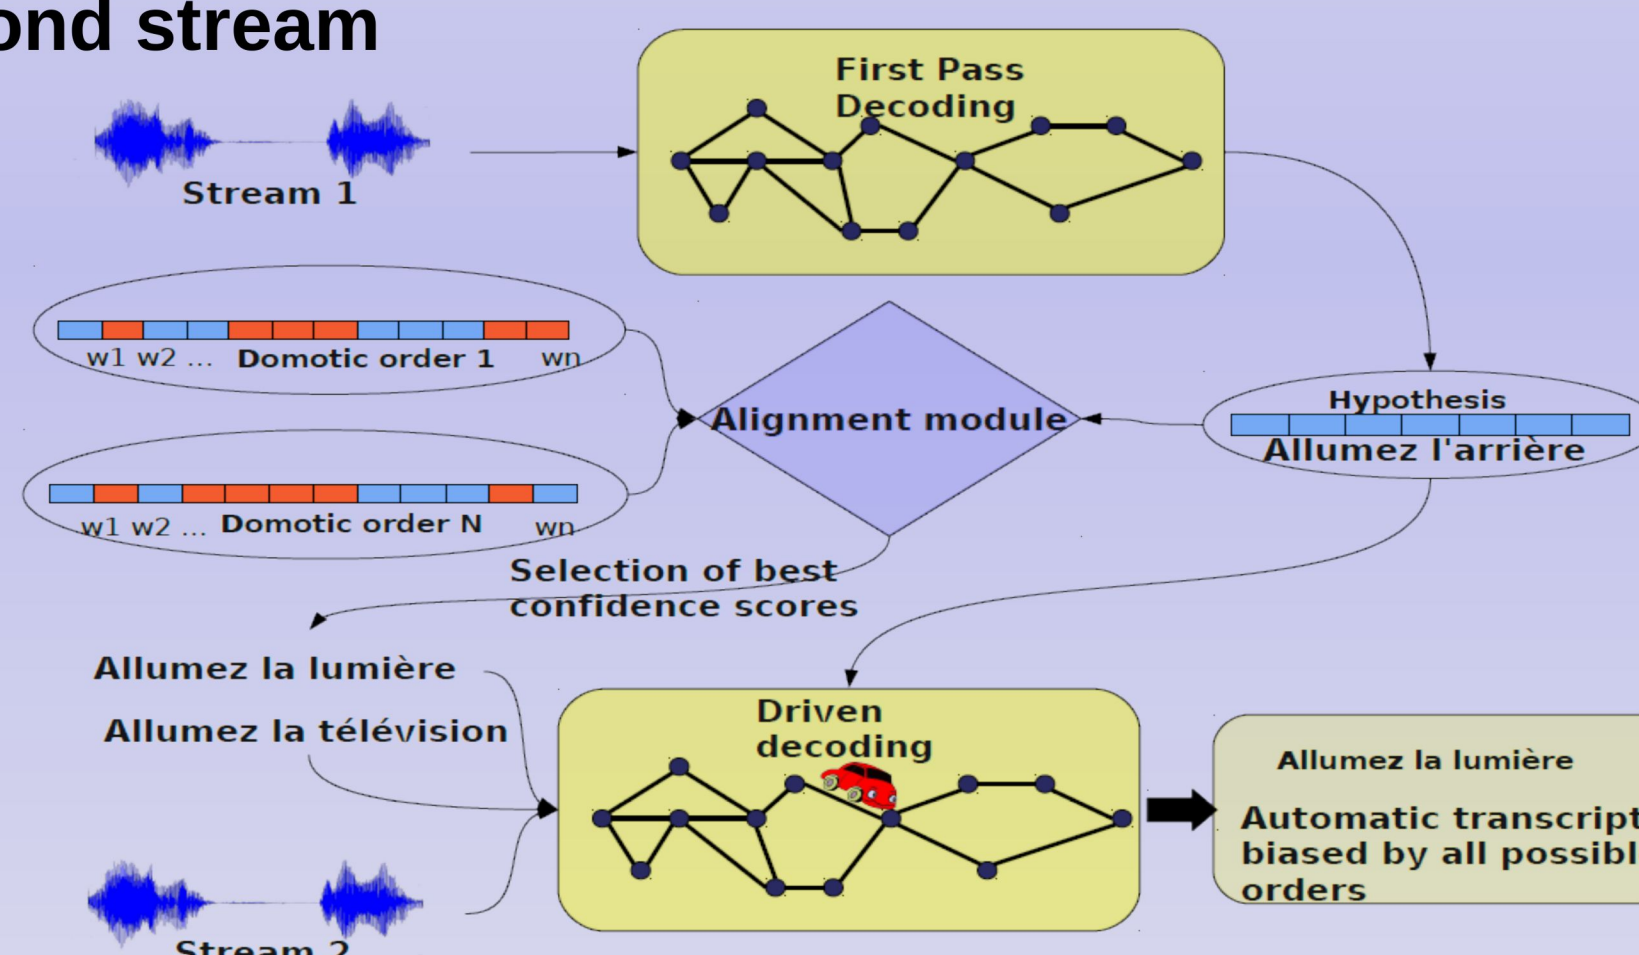 ond stream
First Pass
Decoding
Stream 1
w1 w2 ... Domotic order 1 wn
Alignment module
Hypothesis
Allumez l'arrière
w1 w2 ... Domotic order N wn
Selection of best
confidence scores
Allumez la lumière
Allumez la télévision
Driven
decoding
Allumez la lumière
Automatic transcript
biased by all possibl
orders
Stream 2